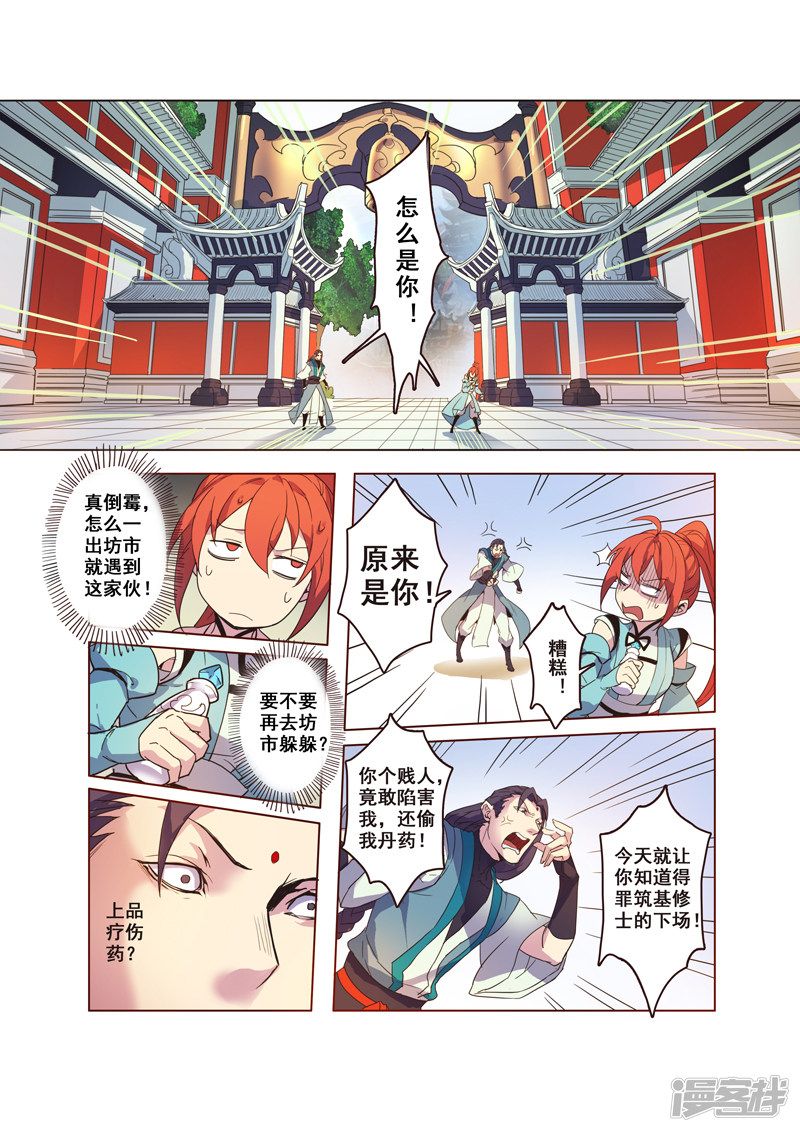 怎么是你！
真倒霉，
怎么一
出坊市
就遇到
这家伙！
要不要
再去坊
市躲躲？
上品
疗伤
药？
原来
是你！
糟糕！
你个贱人，
竟敢陷害
我，还偷
我丹药！
今天就让
你知道得
罪筑基修
士的下场！
漫客栈